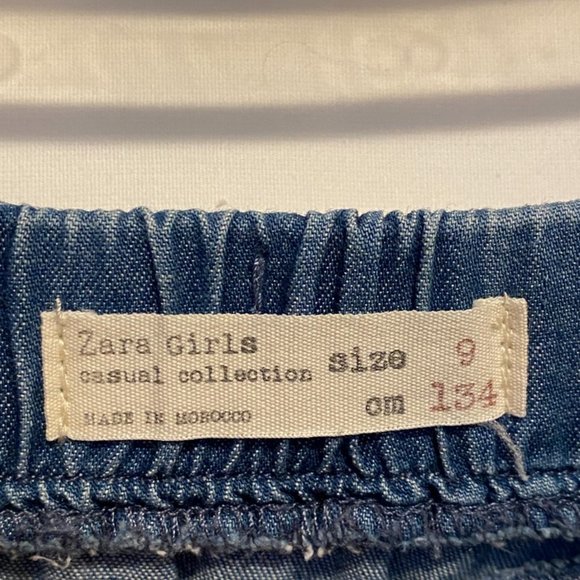 Zara Girls
casual collection
MADE IN MOROCCO
size 9
cm 134